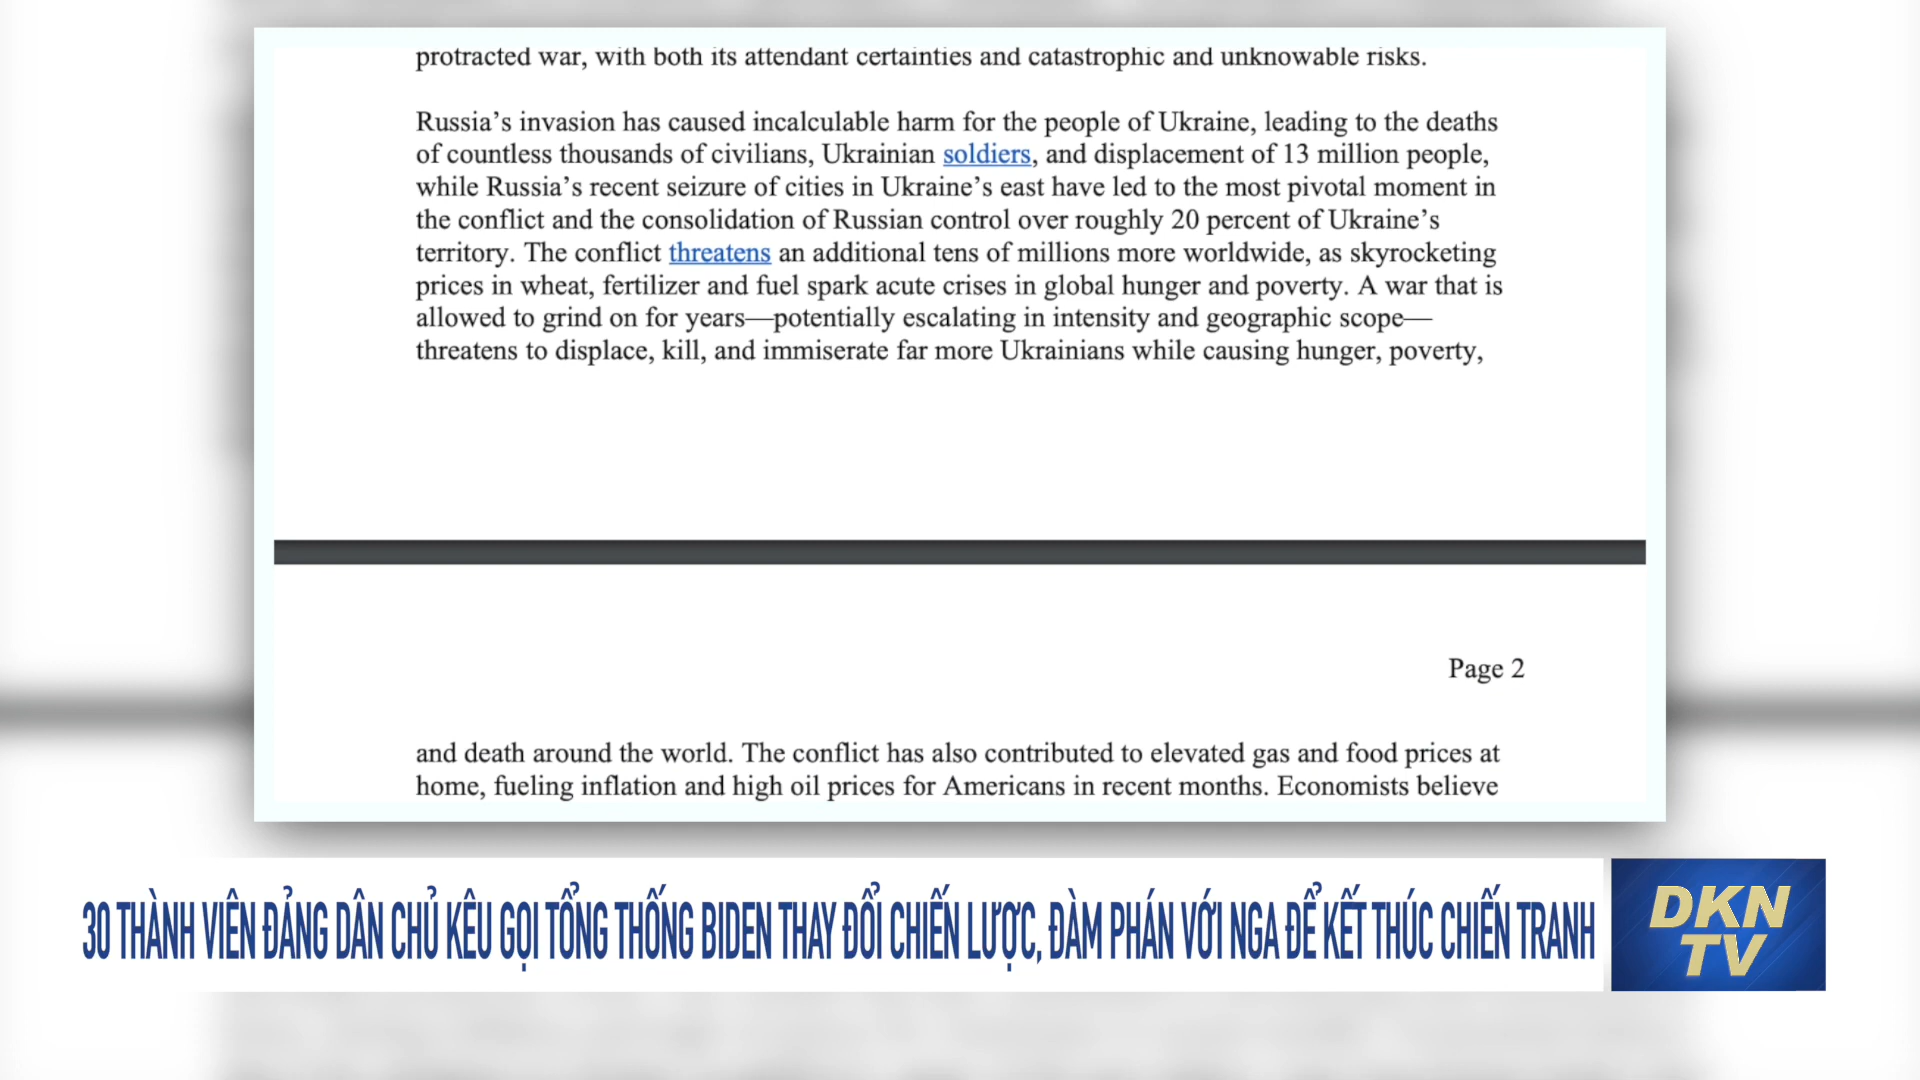 protracted war, with both its attendant certainties and catastrophic and unknowable risks.
Russia’s invasion has caused incalculable harm for the people of Ukraine, leading to the deaths
of countless thousands of civilians, Ukrainian soldiers, and displacement of 13 million people,
while Russia’s recent seizure of cities in Ukraine’s east have led to the most pivotal moment in
the conflict and the consolidation of Russian control over roughly 20 percent of Ukraine’s
territory. The conflict threatens an additional tens of millions more worldwide, as skyrocketing
prices in wheat, fertilizer and fuel spark acute crises in global hunger and poverty. A war that is
allowed to grind on for years—potentially escalating in intensity and geographic scope—
threatens to displace, kill, and immiserate far more Ukrainians while causing hunger, poverty,
Page 2
and death around the world. The conflict has also contributed to elevated gas and food prices at
home, fueling inflation and high oil prices for Americans in recent months. Economists believe
30 THÀNH VIÊN ĐẢNG DÂN CHỦ KÊU GỌI TỔNG THỐNG BIDEN THAY ĐỔI CHIẾN LƯỢC, ĐÀM PHÁN VỚI NGA ĐỂ KẾT THÚC CHIẾN TRANH
DKN
TV